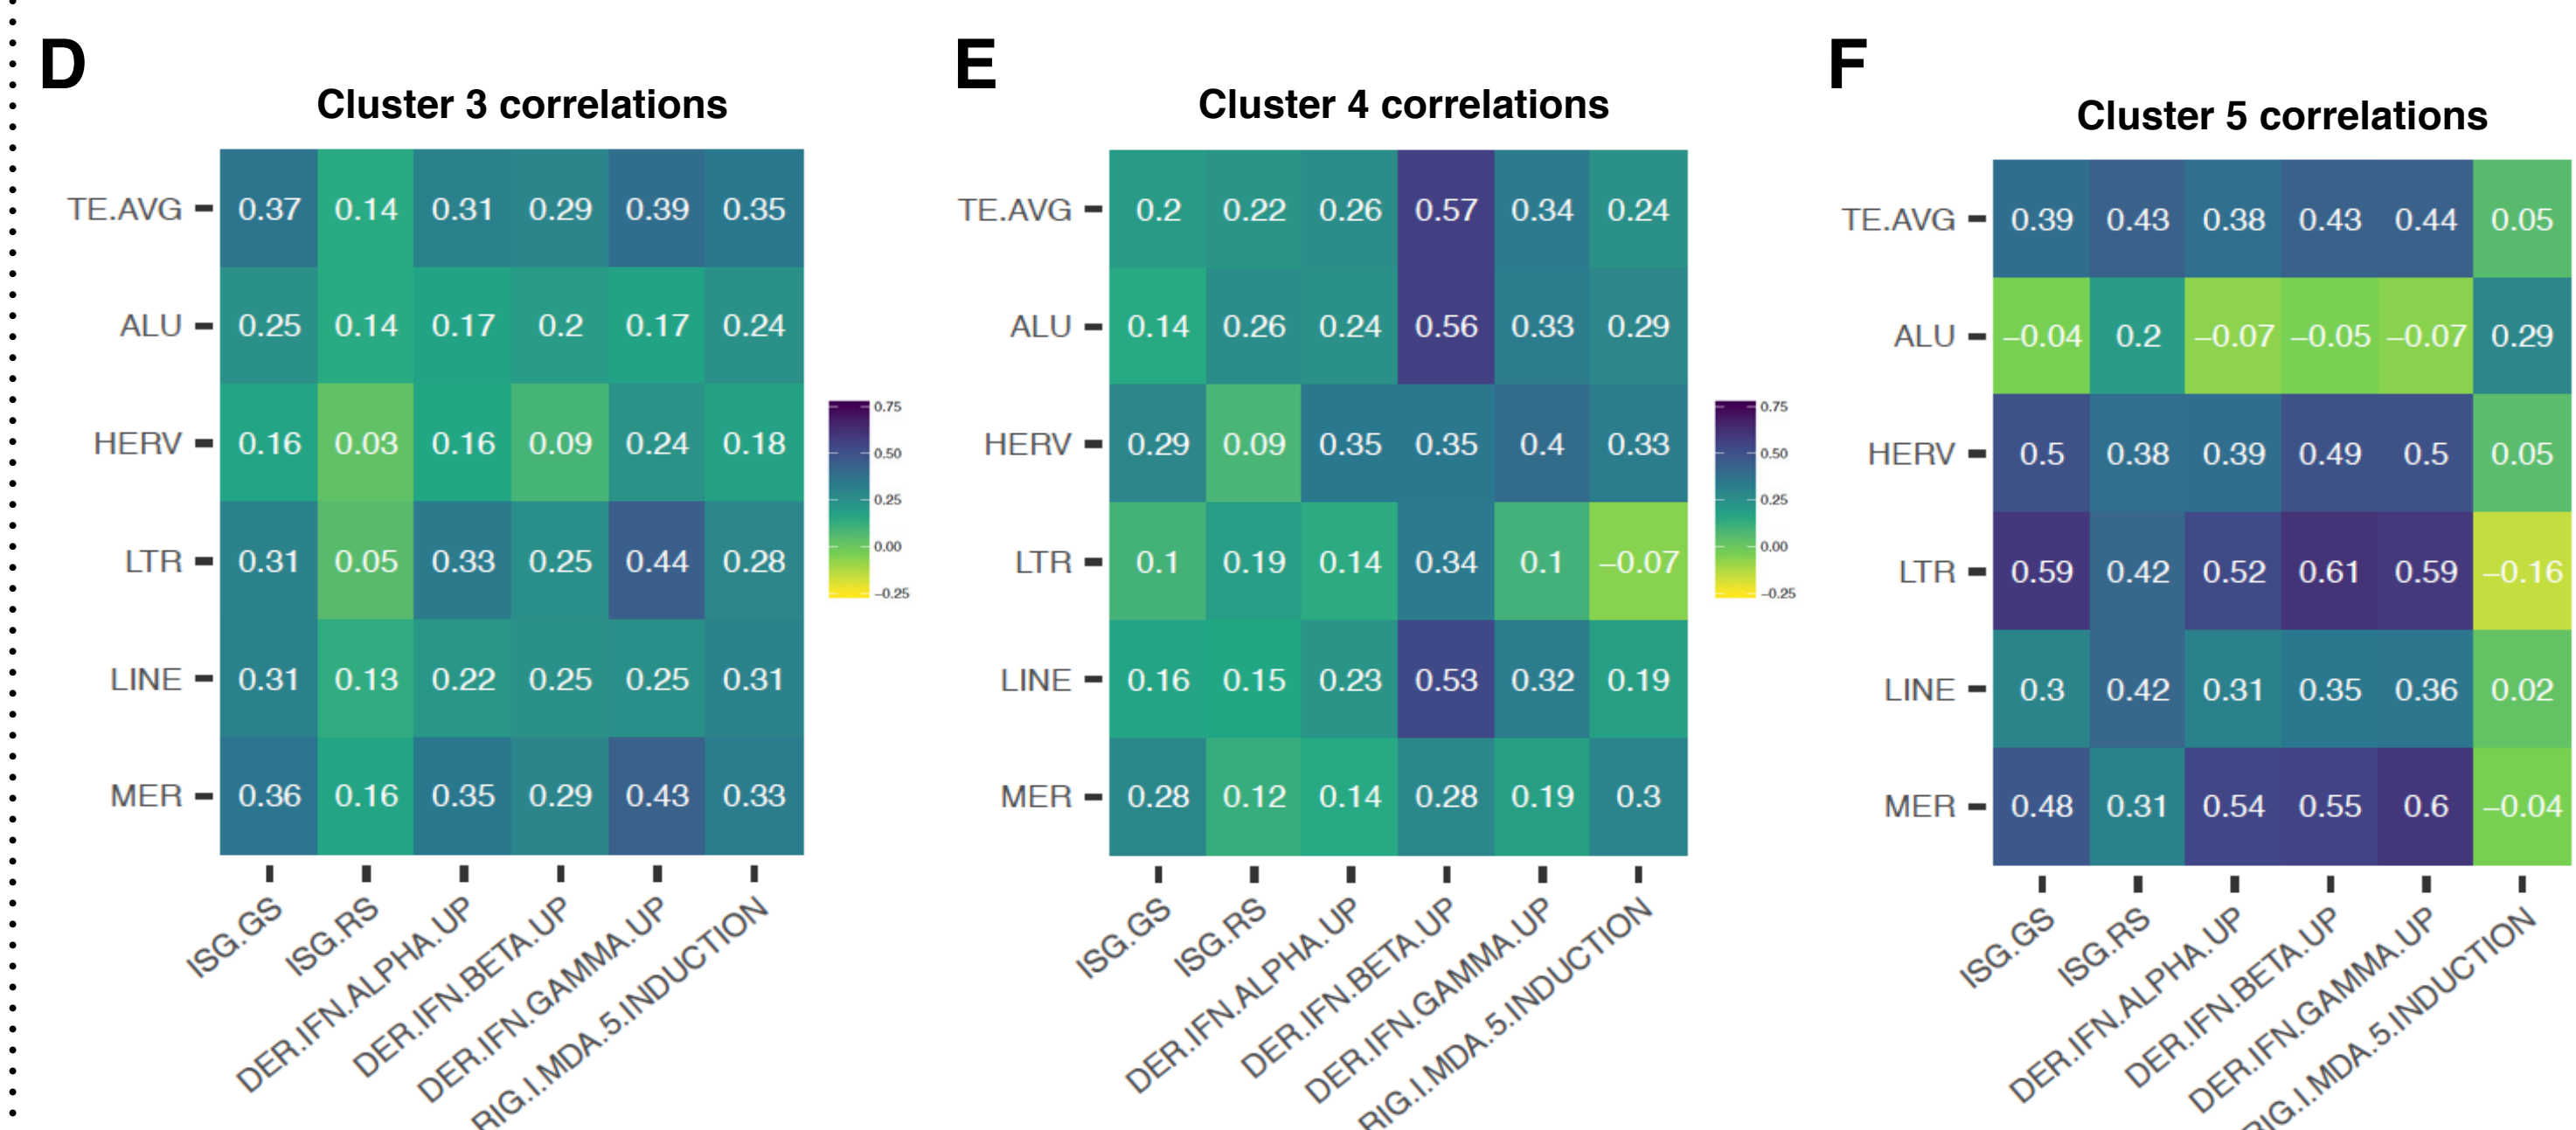 D
Cluster 3 correlations
TE.AVG 0.37 0.14 0.31 0.29 0.39 0.35
ALU 0.25 0.14 0.17 0.2 0.17 0.24
HERV 0.16 0.03 0.16 0.09 0.24 0.18
LTR 0.31 0.05 0.33 0.25 0.44 0.28
LINE 0.31 0.13 0.22 0.25 0.25 0.31
MER 0.36 0.16 0.35 0.29 0.43 0.33
ISG.GS
ISG.RS
DER.IFN.ALPHA.UP
DER.IFN.BETA.UP
DER.IFN.GAMMA.UP
RIG.I.MDA.5.INDUCTION
0.75
0.50
0.25
0.00
−0.25
E
Cluster 4 correlations
TE.AVG 0.2 0.22 0.26 0.57 0.34 0.24
ALU 0.14 0.26 0.24 0.56 0.33 0.29
HERV 0.29 0.09 0.35 0.35 0.4 0.33
LTR 0.1 0.19 0.14 0.34 0.1 −0.07
LINE 0.16 0.15 0.23 0.53 0.32 0.19
MER 0.28 0.12 0.14 0.28 0.19 0.3
ISG.GS
ISG.RS
DER.IFN.ALPHA.UP
DER.IFN.BETA.UP
DER.IFN.GAMMA.UP
RIG.I.MDA.5.INDUCTION
0.75
0.50
0.25
0.00
−0.25
F
Cluster 5 correlations
TE.AVG 0.39 0.43 0.38 0.43 0.44 0.05
ALU −0.04 0.2 −0.07 −0.05 −0.07 0.29
HERV 0.5 0.38 0.39 0.49 0.5 0.05
LTR 0.59 0.42 0.52 0.61 0.59 −0.16
LINE 0.3 0.42 0.31 0.35 0.36 0.02
MER 0.48 0.31 0.54 0.55 0.6 −0.04
ISG.GS
ISG.RS
DER.IFN.ALPHA.UP
DER.IFN.BETA.UP
DER.IFN.GAMMA.UP
RIG.I.MDA.5.INDUCTION